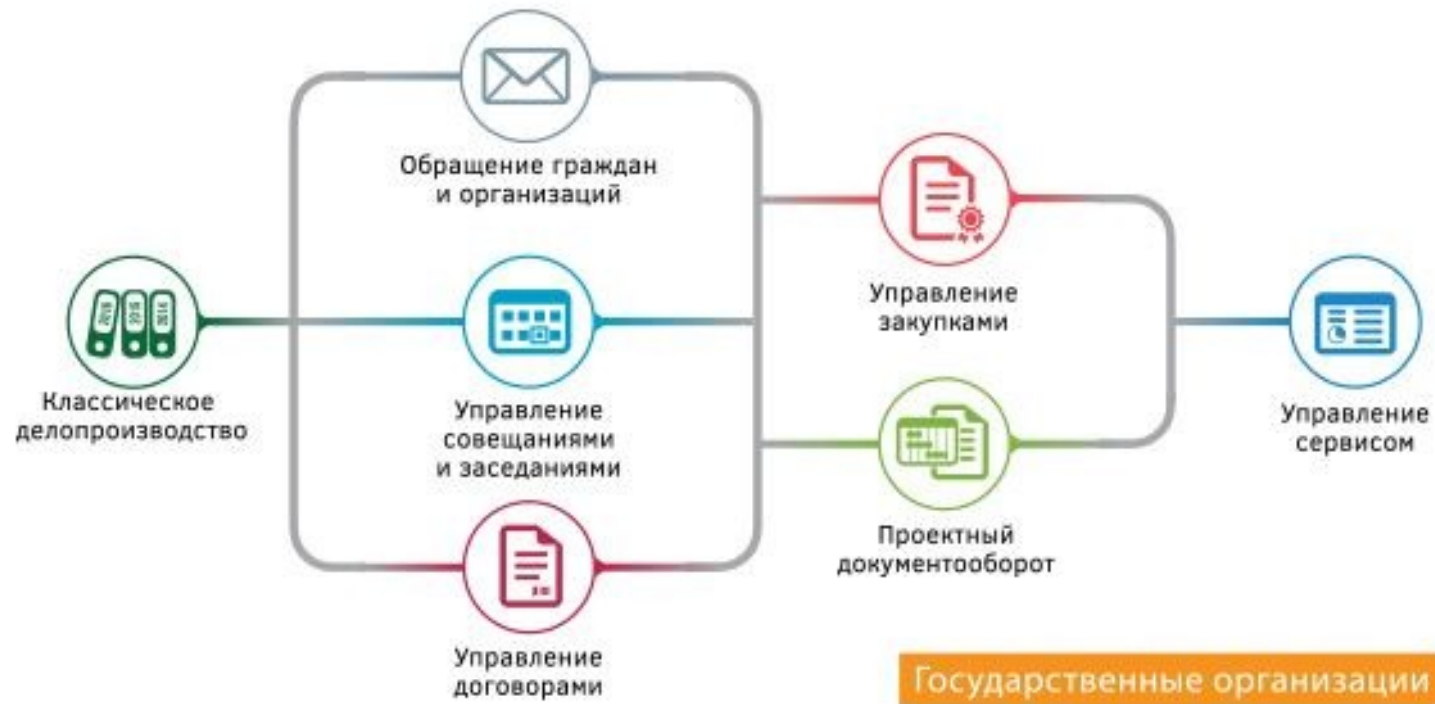 Обращение граждан
и организаций
Управление
закупками
Классическое
делопроизводство
Управление
совещаниями
и заседаниями
Управление
сервисом
Проектный
документооборот
Управление
договорами
Государственные организации